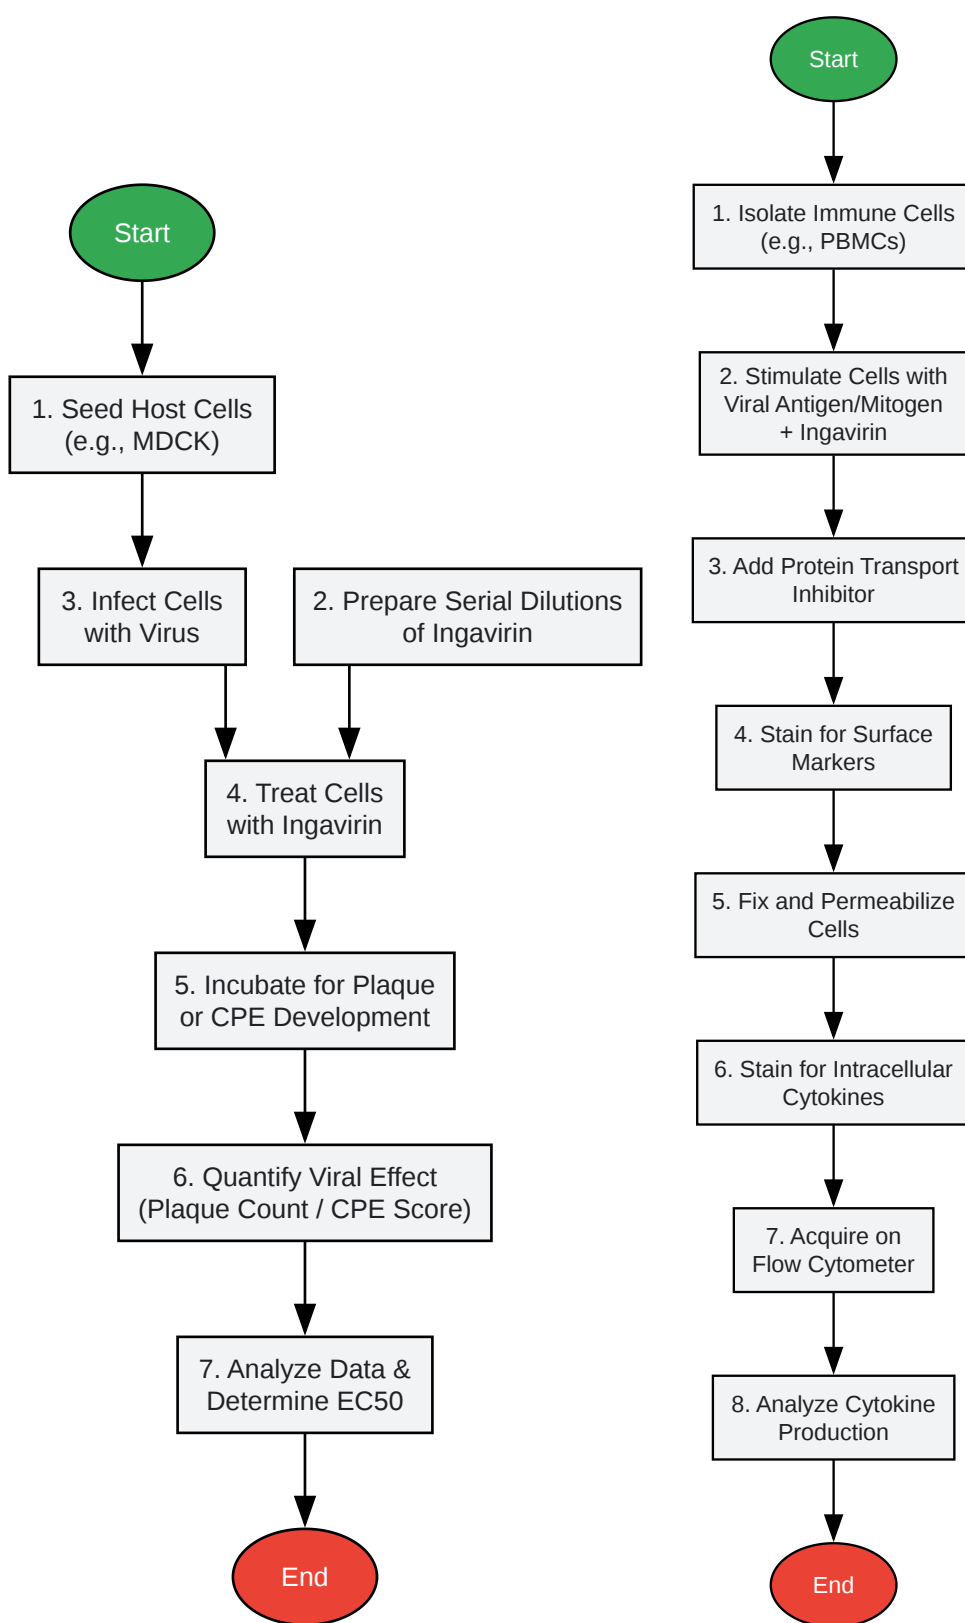 Start
1. Seed Host Cells
(e.g., MDCK)
3. Infect Cells
with Virus
2. Prepare Serial Dilutions
of Ingavirin
4. Treat Cells
with Ingavirin
5. Incubate for Plaque
or CPE Development
6. Quantify Viral Effect
(Plaque Count / CPE Score)
7. Analyze Data &
Determine EC50
End
Start
1. Isolate Immune Cells
(e.g., PBMCs)
2. Stimulate Cells with
Viral Antigen/Mitogen
+ Ingavirin
3. Add Protein Transport
Inhibitor
4. Stain for Surface
Markers
5. Fix and Permeabilize
Cells
6. Stain for Intracellular
Cytokines
7. Acquire on
Flow Cytometer
8. Analyze Cytokine
Production
End